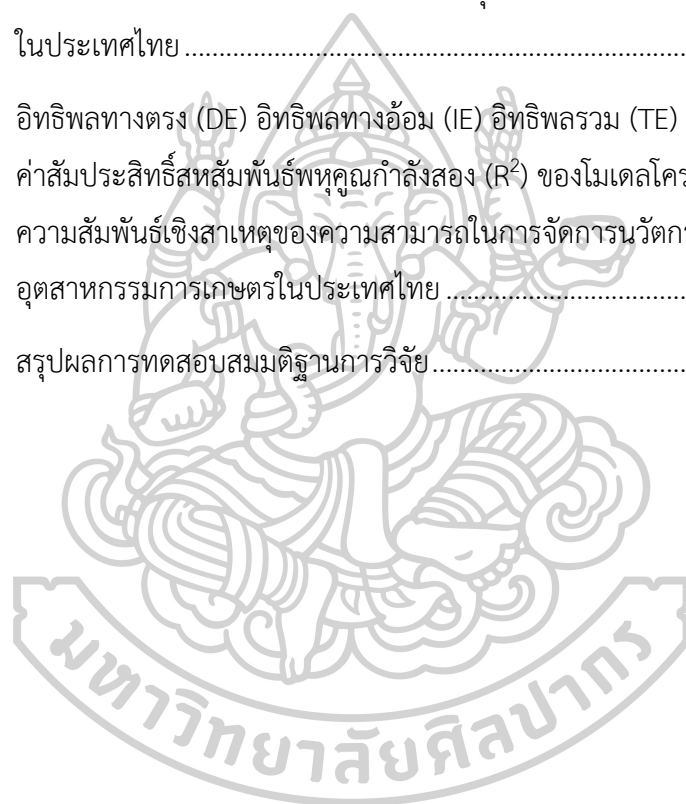 ในประเทศไทย ........................................................................
อิทธิพลทางตรง (DE) อิทธิพลทางอ้อม (IE) อิทธิพลรวม (TE)
ค่าสัมประสิทธิ์สหสัมพันธ์พหุคูณกำลังสอง (R²) ของโมเดลโคร
ความสัมพันธ์เชิงสาเหตุของความสามารถในการจัดการนวัตก
อุตสาหกรรมการเกษตรในประเทศไทย ...................................
สรุปผลการทดสอบสมมติฐานการวิจัย .....................................
มหาวิทยาลัยศิลปากร